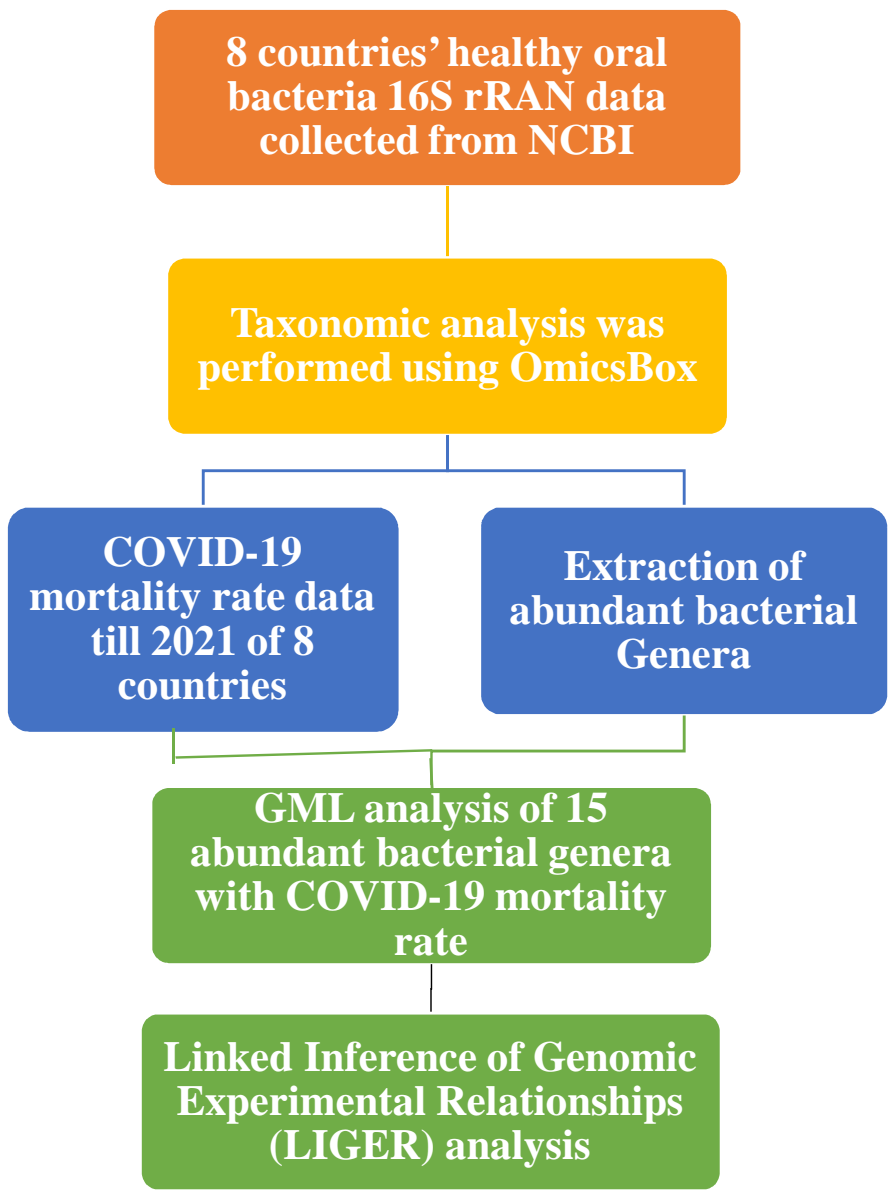 8 countries’ healthy oral
bacteria 16S rRAN data
collected from NCBI
Taxonomic analysis was
performed using OmicsBox
COVID-19
mortality rate data
till 2021 of 8
countries
Extraction of
abundant bacterial
Genera
GML analysis of 15
abundant bacterial genera
with COVID-19 mortality
rate
Linked Inference of Genomic
Experimental Relationships
(LIGER) analysis